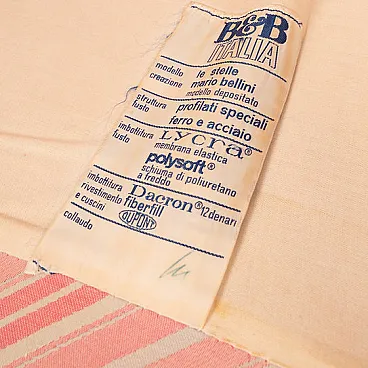 B&B
ITALIA
modello le stelle
creazione mario bellini
modello depositato
struttura fusto profilati speciali
ferro e acciaio
imbottitura fusto LYCRA®
membrana elastica
polysoft®
schiuma di poliuretano
a freddo
imbottitura Dacron® 12denari
rivestimento fiberfill
e cuscini DUPONT
collaudo